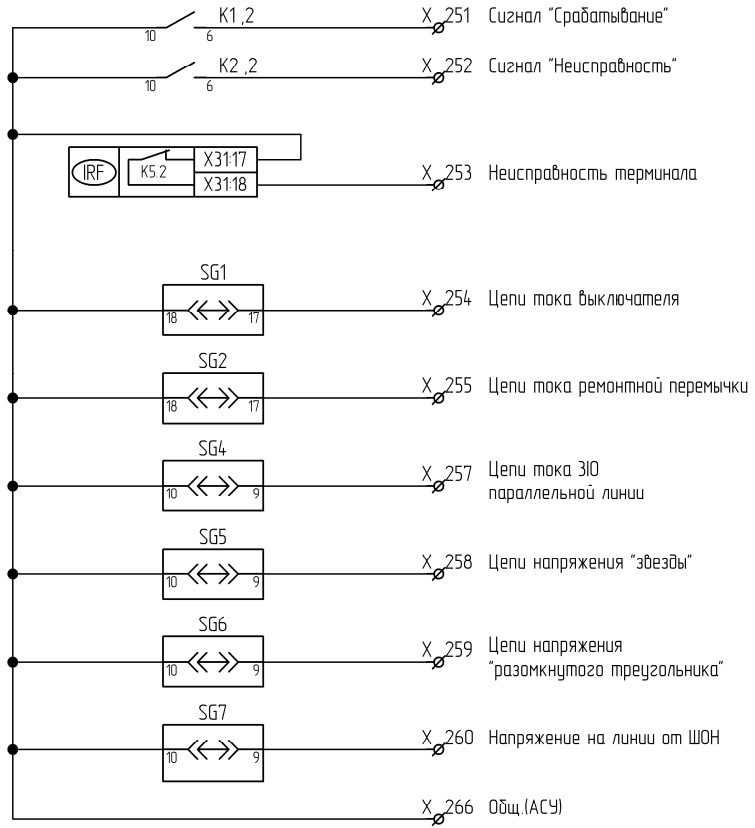 K1,2 X 251 Сигнал "Срабатывание"
10 6
K2,2 X 252 Сигнал "Неисправность"
10 6
IRF K5.2 X31:17
X31:18 X 253 Неисправность терминала
SG1
18 17 X 254 Цепи тока выключателя
SG2
18 17 X 255 Цепи тока ремонтной перемычки
SG4
10 9 X 257 Цепи тока 3I0
параллельной линии
SG5
10 9 X 258 Цепи напряжения "звезды"
SG6
10 9 X 259 Цепи напряжения
"разомкнутого треугольника"
SG7
10 9 X 260 Напряжение на линии от ШОН
X 266 Общ.(АСУ)